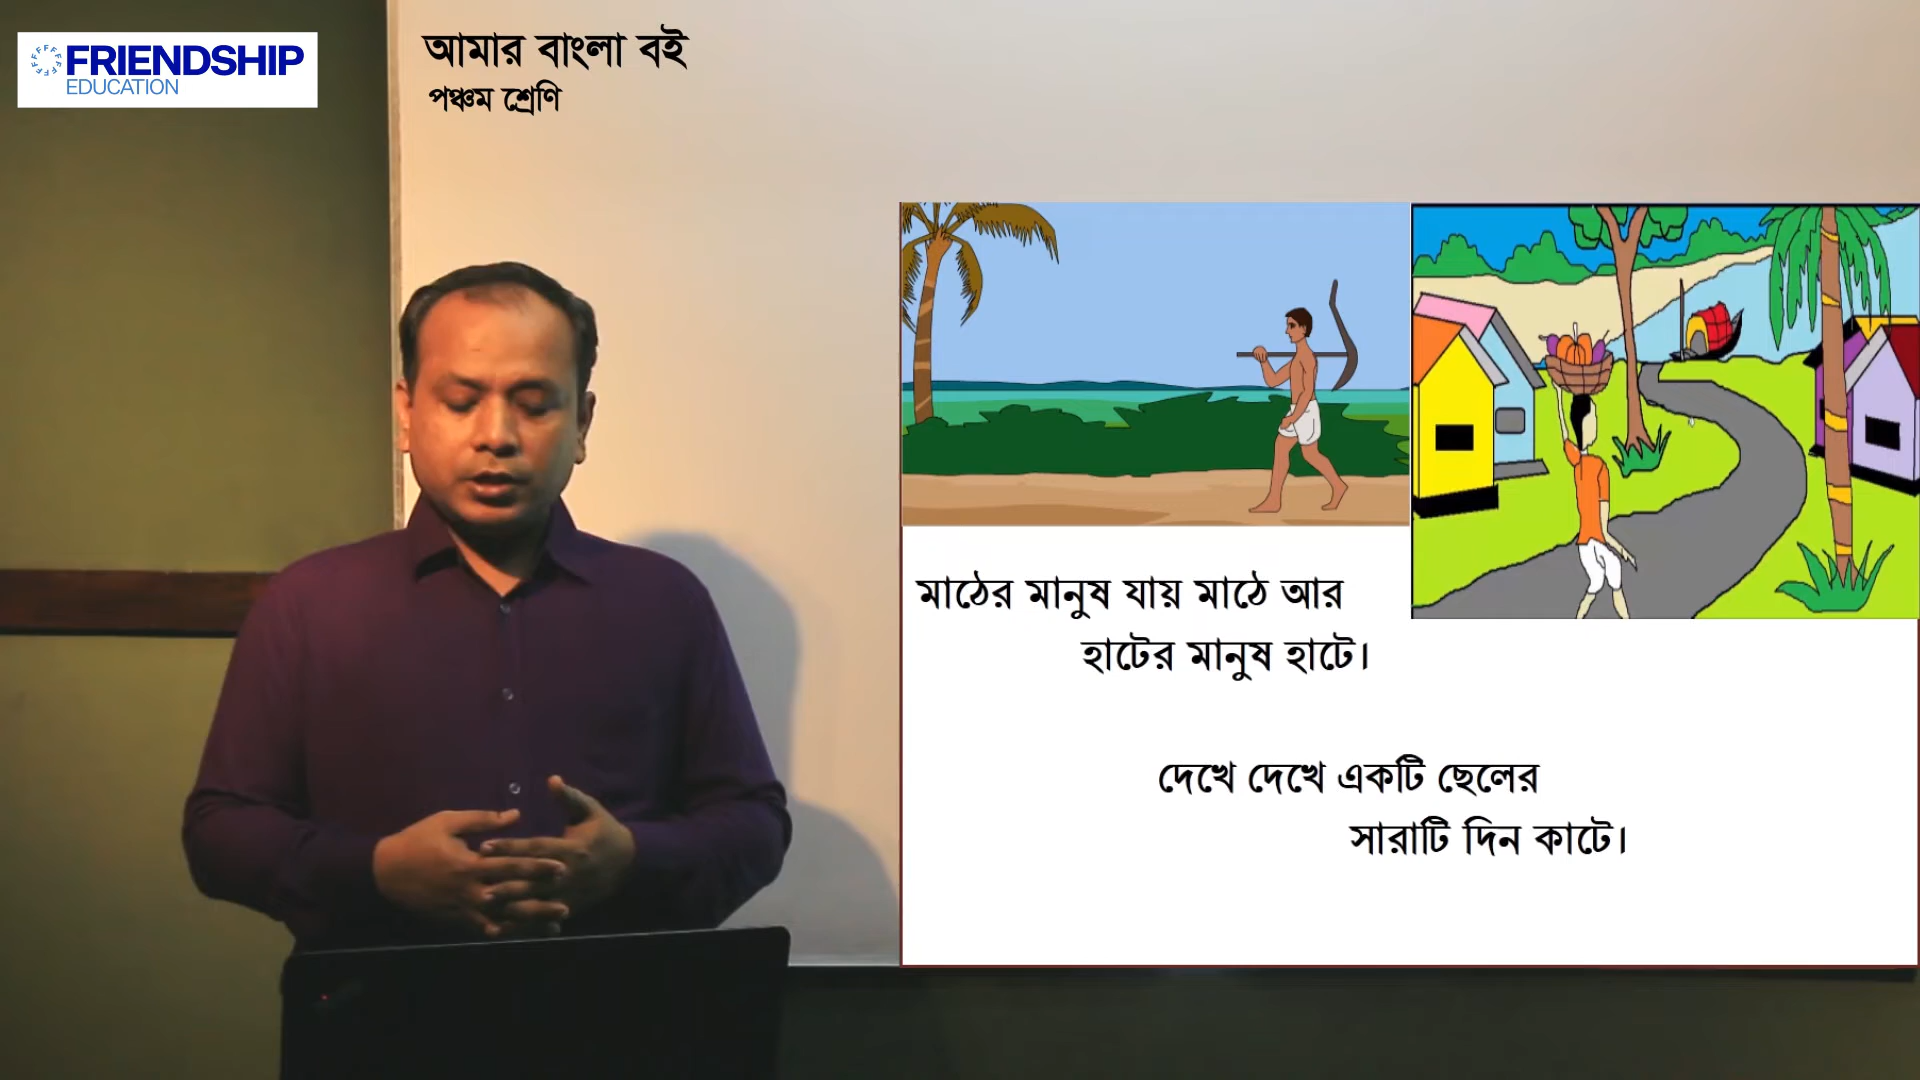 FRIENDSHIP
EDUCATION
আমার বাংলা বই
পঞ্চম শ্রেণি
মাঠের মানুষ যায় মাঠে আর
হাটের মানুষ হাটে।
দেখে দেখে একটি ছেলের
সারাটি দিন কাটে।